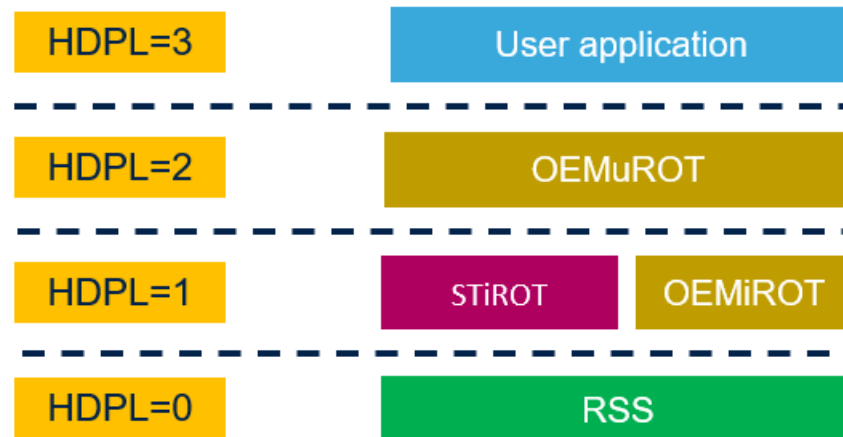 HDPL=3 User application
HDPL=2 OEMuROT
HDPL=1 STiROT OEMiROT
HDPL=0 RSS